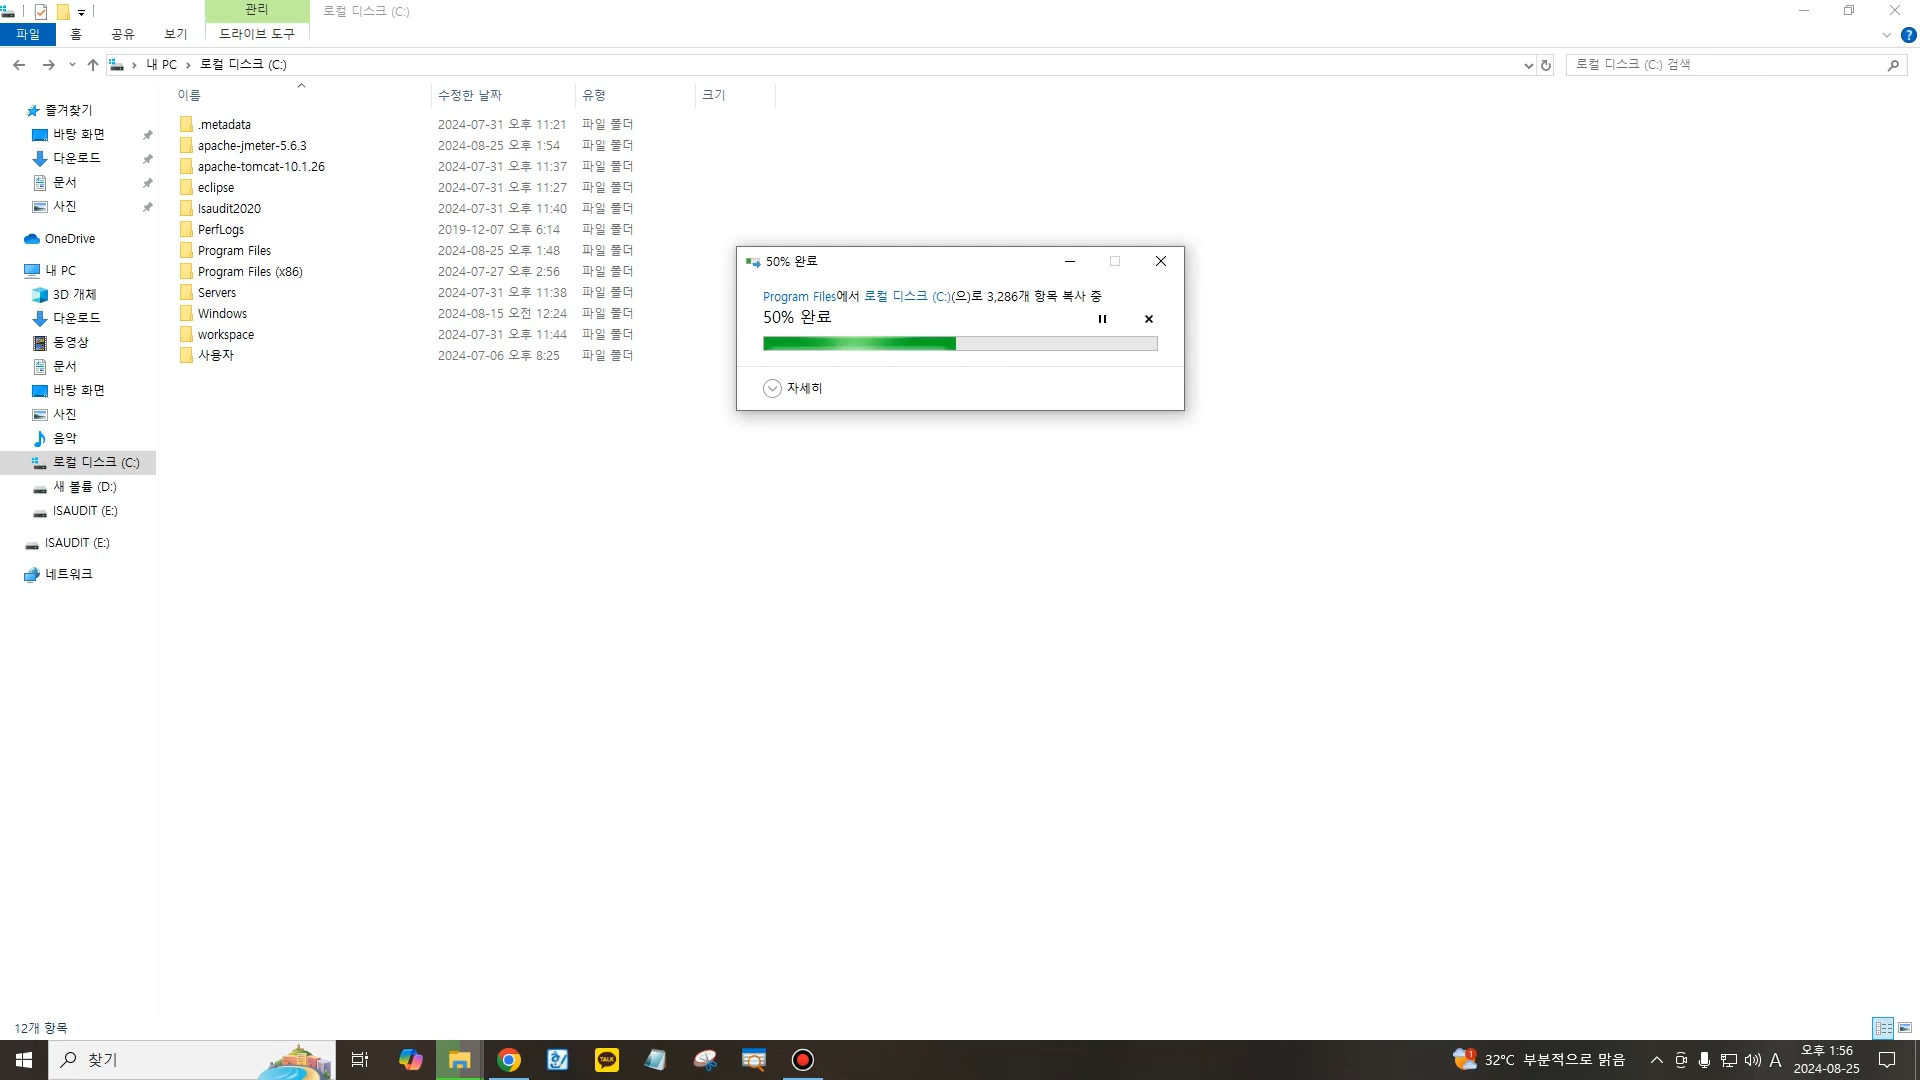 관리
로컬 디스크 (C:)
파일
홈
공유
보기
드라이브 도구
내 PC
로컬 디스크 (C:)
로컬 디스크 (C:) 검색
이름
수정한 날짜
유형
크기
즐겨찾기
바탕 화면
다운로드
문서
사진
OneDrive
내 PC
3D 개체
다운로드
동영상
문서
바탕 화면
사진
음악
로컬 디스크 (C:)
새 볼륨 (D:)
ISAUDIT (E:)
ISAUDIT (E:)
네트워크
.metadata 2024-07-31 오후 11:21 파일 폴더
apache-jmeter-5.6.3 2024-08-25 오후 1:54 파일 폴더
apache-tomcat-10.1.26 2024-07-31 오후 11:37 파일 폴더
eclipse 2024-07-31 오후 11:27 파일 폴더
Isaudit2020 2024-07-31 오후 11:40 파일 폴더
PerfLogs 2019-12-07 오후 6:14 파일 폴더
Program Files 2024-08-25 오후 1:48 파일 폴더
Program Files (x86) 2024-07-27 오후 2:56 파일 폴더
Servers 2024-07-31 오후 11:38 파일 폴더
Windows 2024-08-15 오전 12:24 파일 폴더
workspace 2024-07-31 오후 11:44 파일 폴더
사용자 2024-07-06 오후 8:25 파일 폴더
50% 완료
Program Files에서 로컬 디스크 (C:)(으)로 3,286개 항목 복사 중
50% 완료
자세히
12개 항목
찾기
TALK
32°C 부분적으로 맑음
A
오후 1:56
2024-08-25